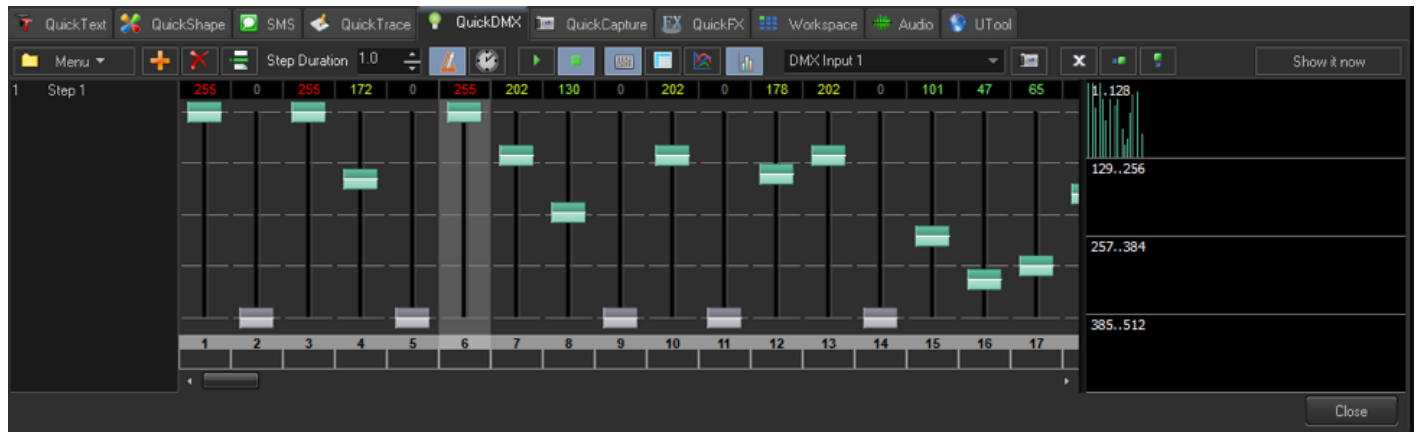 QuickText QuickShape SMS QuickTrace QuickDMX QuickCapture FX QuickFX Workspace Audio UTool
Menu Step Duration 1.0 DMX Input 1 X Show it now
1 Step 1 255 0 255 172 0 255 202 130 0 202 0 178 202 0 101 47 65 1..128
129..256
257..384
385..512
1 2 3 4 5 6 7 8 9 10 11 12 13 14 15 16 17
Close